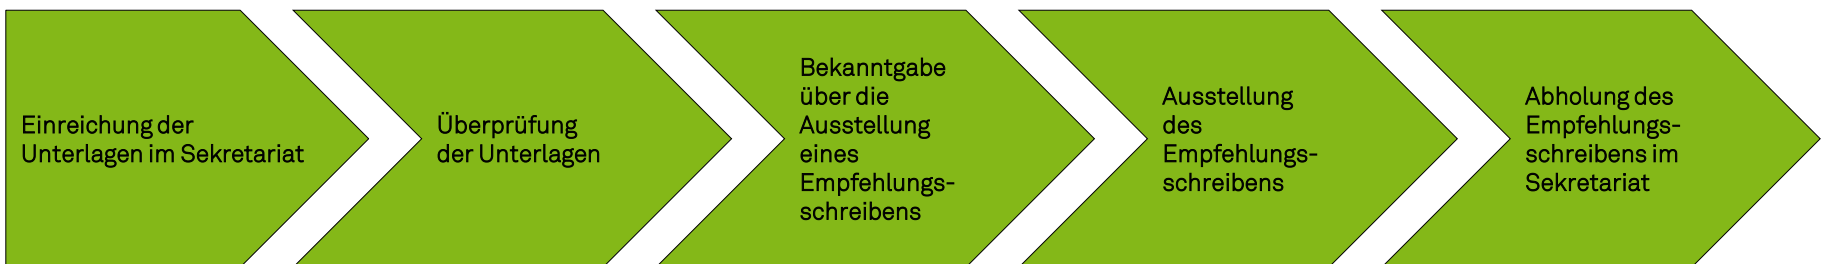 Einreichung der
Unterlagen im Sekretariat
Überprüfung
der Unterlagen
Bekanntgabe
über die
Ausstellung
eines
Empfehlungs-
schreibens
Ausstellung
des
Empfehlungs-
schreibens
Abholung des
Empfehlungs-
schreibens im
Sekretariat